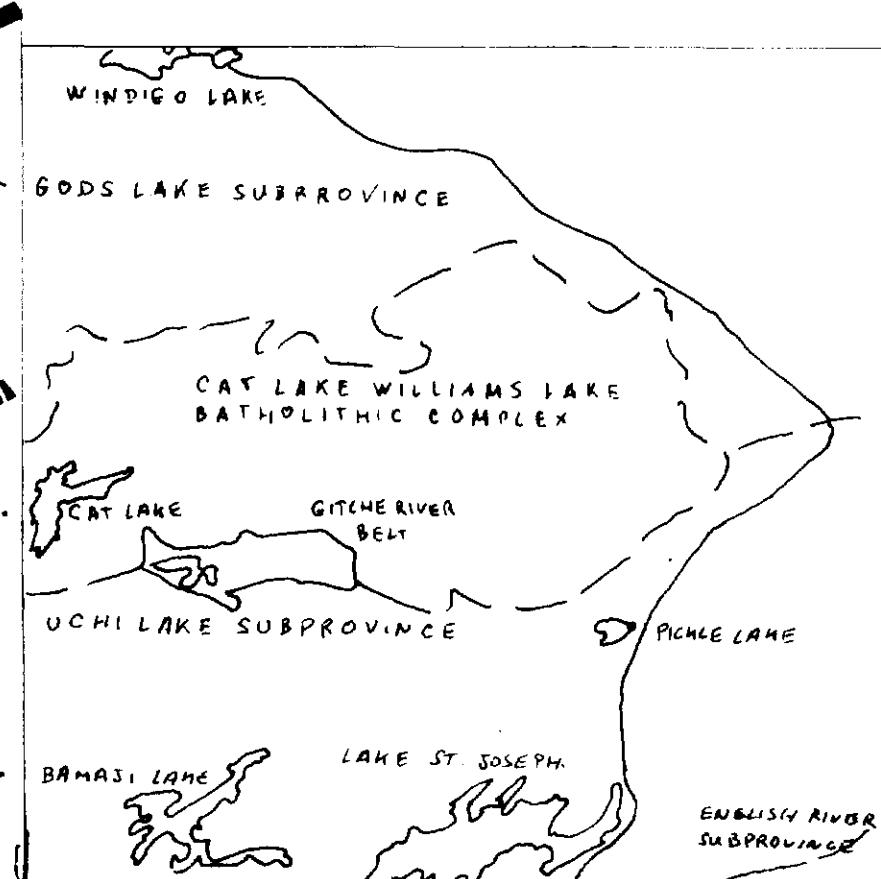 WINDIGO LAKE
GODS LAKE SUBRROVINCE
CAT LAKE WILLIAMS LAKE
BATHOLITHIC COMPLEX
CAT LAKE
GITCHE RIVER
BELT
UCHI LAKE SUBPROVINCE
PICKLE LAKE
LAKE ST. JOSEPH.
BAMAJI LAKE
ENGLISH RIVER
SUBPROVINCE